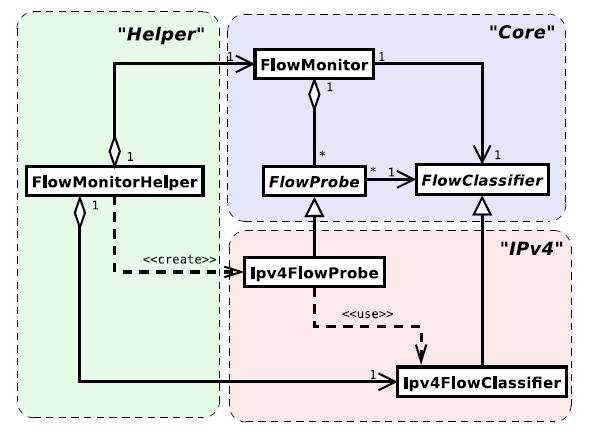 "Helper"
"Core"
1
FlowMonitor
1
1
1
*
1
FlowMonitorHelper
1
FlowProbe
*
1
FlowClassifier
"IPv4"
<<create>>
Ipv4FlowProbe
<<use>>
1
Ipv4FlowClassifier